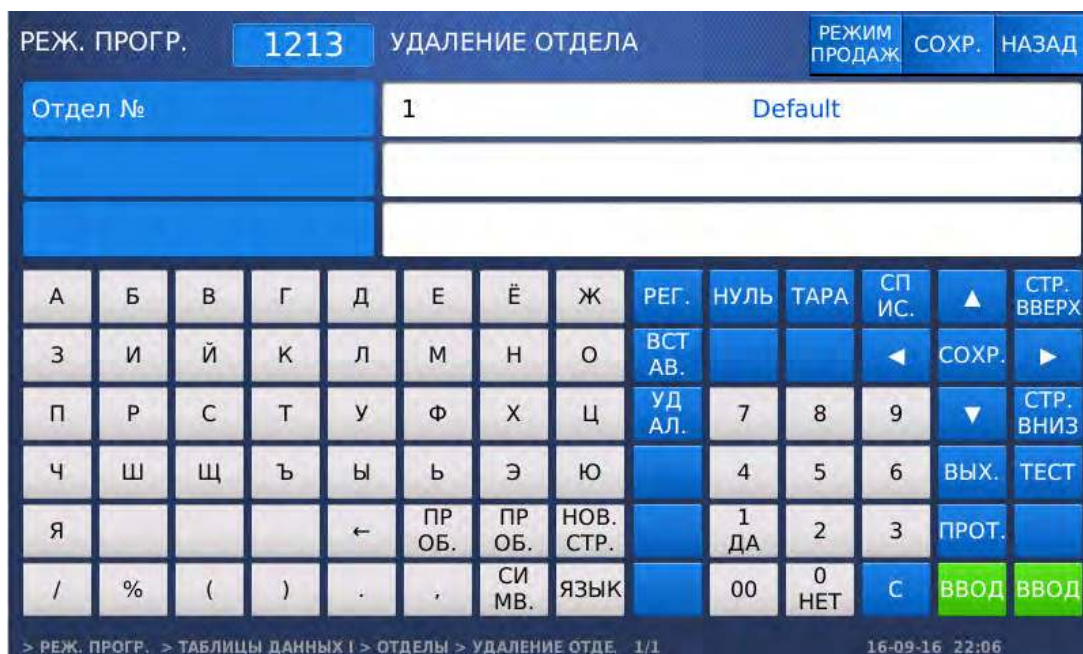 РЕЖ. ПРОГР. 1213 УДАЛЕНИЕ ОТДЕЛА РЕЖИМ ПРОДАЖ СОХР. НАЗАД
Отдел № 1 Default
А Б В Г Д Е Ё Ж РЕГ. НУЛЬ ТАРА СП ИС. ▲ СТР. ВВЕРХ
З И Й К Л М Н О ВСТ АВ. ◀ СОХР. ▶
П Р С Т У Ф Х Ц УД АЛ. 7 8 9 ▼ СТР. ВНИЗ
Ч Ш Щ Ъ Ы Ь Э Ю 4 5 6 ВЫХ. ТЕСТ
Я ← ПР ОБ. ПР ОБ. НОВ. СТР. 1 ДА 2 3 ПРОТ.
/ % ( ) . , СИ МВ. ЯЗЫК 00 0 НЕТ C ВВОД ВВОД
> РЕЖ. ПРОГР. > ТАБЛИЦЫ ДАННЫХ I > ОТДЕЛЫ > УДАЛЕНИЕ ОТДЕ 1/1 16-09-16 22:06